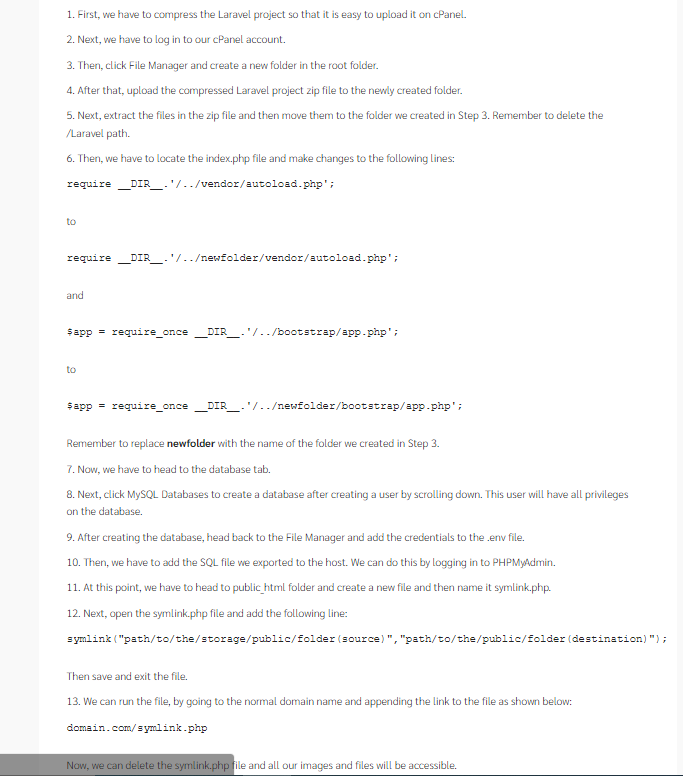 1. First, we have to compress the Laravel project so that it is easy to upload it on cPanel.
2. Next, we have to log in to our cPanel account.
3. Then, click File Manager and create a new folder in the root folder.
4. After that, upload the compressed Laravel project zip file to the newly created folder.
5. Next, extract the files in the zip file and then move them to the folder we created in Step 3. Remember to delete the
/Laravel path.
6. Then, we have to locate the index.php file and make changes to the following lines:
require __DIR__.'/../vendor/autoload.php';
to
require __DIR__.'/../newfolder/vendor/autoload.php';
and
$app = require_once __DIR__.'/../bootstrap/app.php';
to
$app = require_once __DIR__.'/../newfolder/bootstrap/app.php';
Remember to replace newfolder with the name of the folder we created in Step 3.
7. Now, we have to head to the database tab.
8. Next, click MySQL Databases to create a database after creating a user by scrolling down. This user will have all privileges
on the database.
9. After creating the database, head back to the File Manager and add the credentials to the .env file.
10. Then, we have to add the SQL file we exported to the host. We can do this by logging in to PHPMyAdmin.
11. At this point, we have to head to public_html folder and create a new file and then name it symlink.php.
12. Next, open the symlink.php file and add the following line:
symlink("path/to/the/storage/public/folder(source)","path/to/the/public/folder(destination)");
Then save and exit the file.
13. We can run the file, by going to the normal domain name and appending the link to the file as shown below:
domain.com/symlink.php
Now, we can delete the symlink.php file and all our images and files will be accessible.